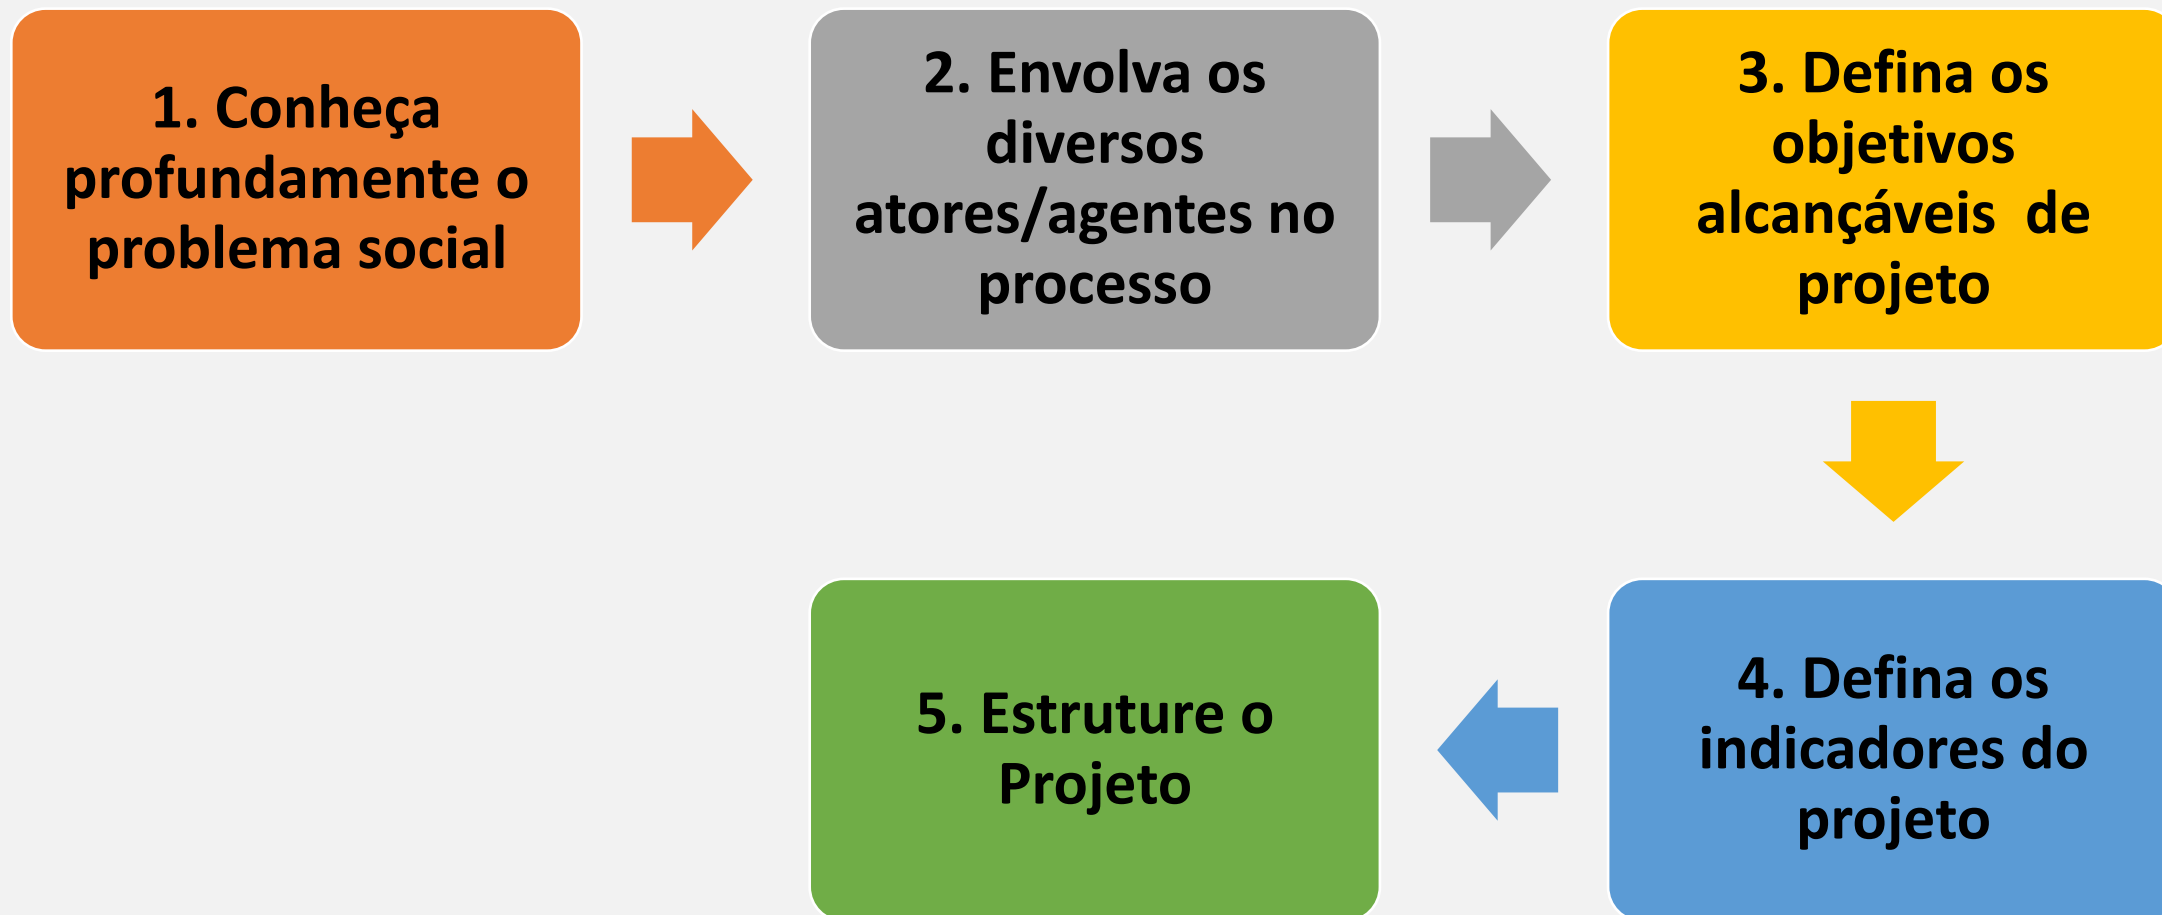 1. Conheça
profundamente o
problema social
2. Envolva os
diversos
atores/agentes no
processo
3. Defina os
objetivos
alcançáveis  de
projeto
4. Defina os
indicadores do
projeto
5. Estruture o
Projeto